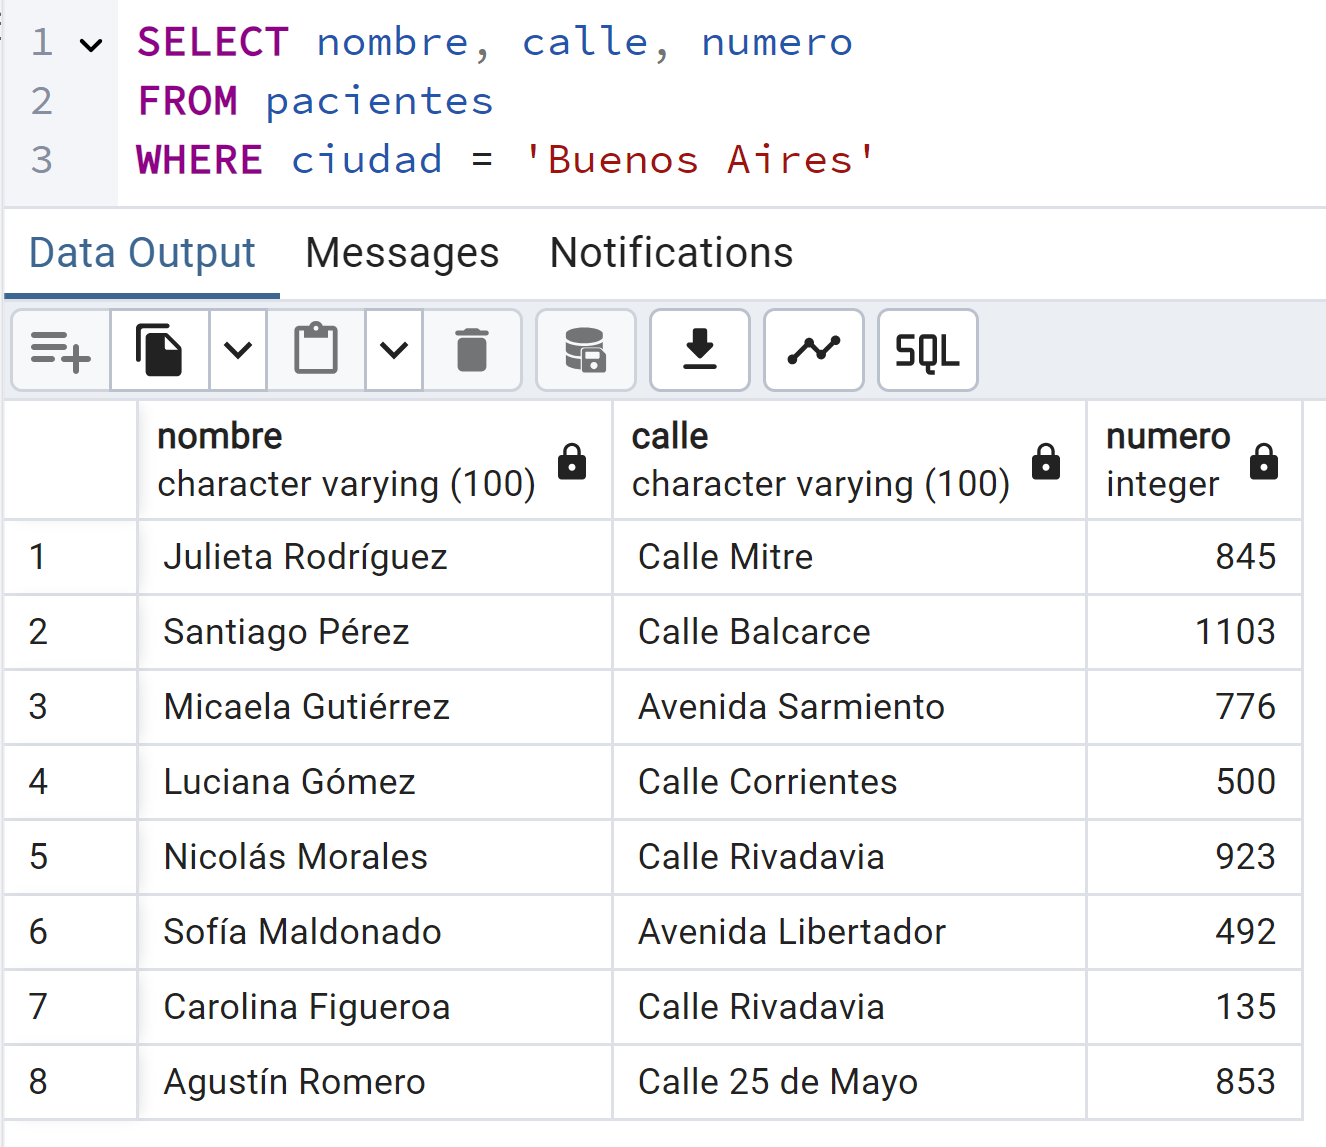 1 SELECT nombre, calle, numero
2 FROM pacientes
3 WHERE ciudad = 'Buenos Aires'
Data Output Messages Notifications
SQL
nombre calle numero
character varying (100) character varying (100) integer
1 Julieta Rodríguez Calle Mitre 845
2 Santiago Pérez Calle Balcarce 1103
3 Micaela Gutiérrez Avenida Sarmiento 776
4 Luciana Gómez Calle Corrientes 500
5 Nicolás Morales Calle Rivadavia 923
6 Sofía Maldonado Avenida Libertador 492
7 Carolina Figueroa Calle Rivadavia 135
8 Agustín Romero Calle 25 de Mayo 853